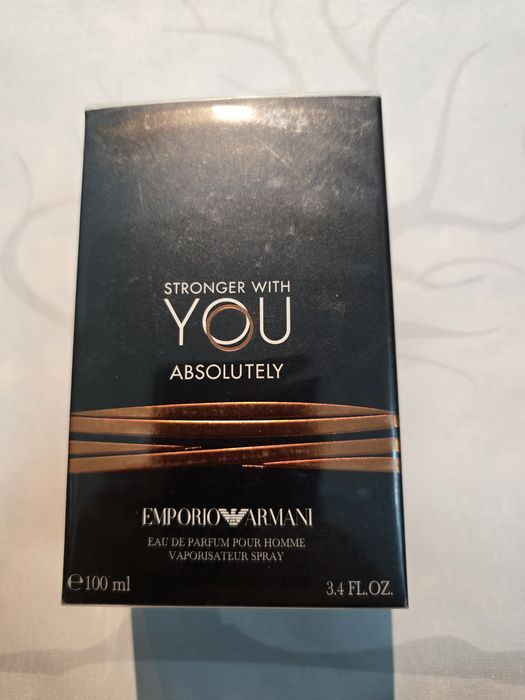 STRONGER WITH
YOU
ABSOLUTELY
EMPORIO ARMANI
EAU DE PARFUM POUR HOMME
VAPORISATEUR SPRAY
℮100 ml
3.4 FL.OZ.